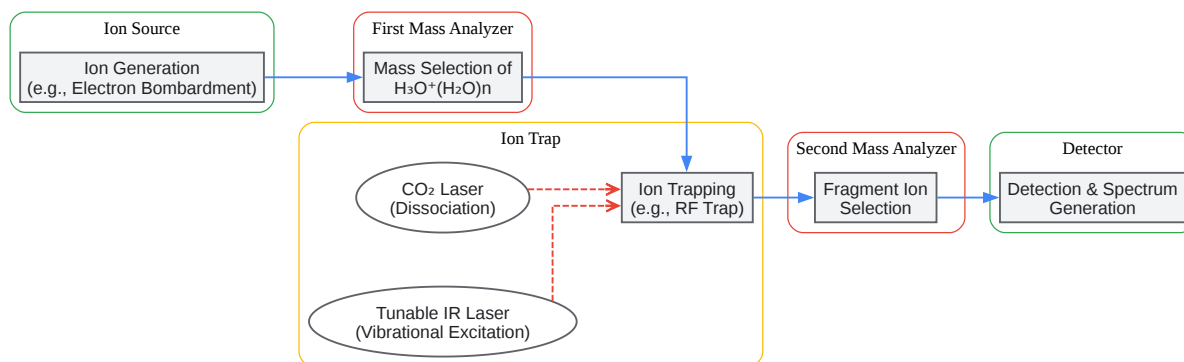 Ion Source
Ion Generation
(e.g., Electron Bombardment)
First Mass Analyzer
Mass Selection of
H₃O⁺(H₂O)n
Ion Trap
CO₂ Laser
(Dissociation)
Tunable IR Laser
(Vibrational Excitation)
Ion Trapping
(e.g., RF Trap)
Second Mass Analyzer
Fragment Ion
Selection
Detector
Detection & Spectrum
Generation